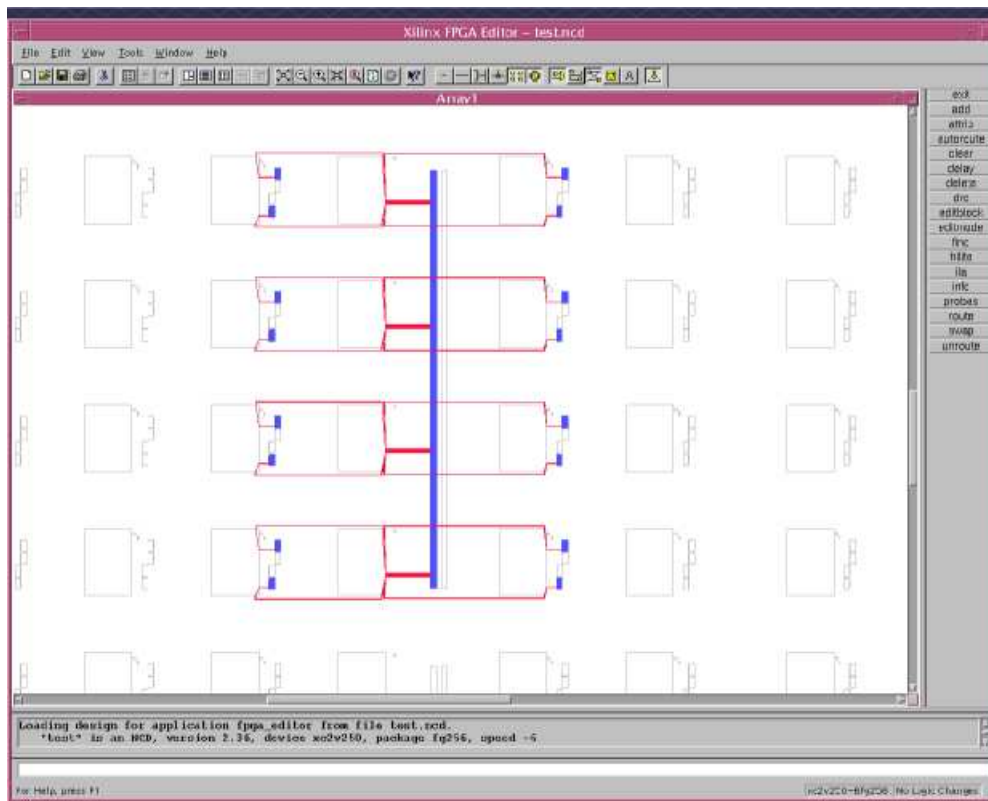 Xilinx FPGA Editor - test.ncd
File Edit View Tools Window Help
Array1
exit
add
attrib
autoroute
clear
delay
delete
drc
editblock
editmode
find
hilite
ila
info
probes
route
swap
unroute
Loading design for application fpga_editor from file test.ncd.
"test" is an NCD, version 2.36, device xc2v250, package fg256, speed -6
For Help, press F1
xc2v250-6fg256 No Logic Changes